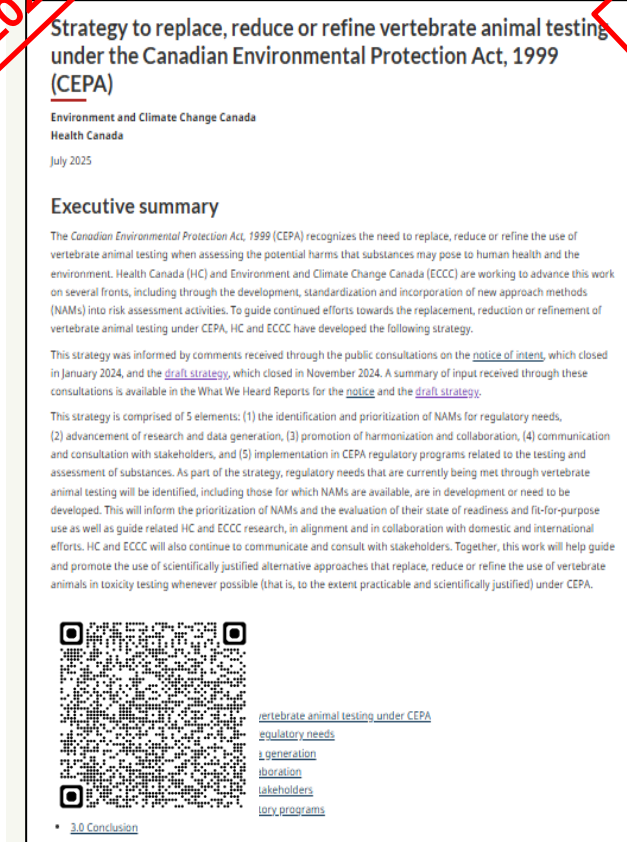 Strategy to replace, reduce or refine vertebrate animal testing
under the Canadian Environmental Protection Act, 1999
(CEPA)
Environment and Climate Change Canada
Health Canada
July 2025
Executive summary
The Canadian Environmental Protection Act, 1999 (CEPA) recognizes the need to replace, reduce or refine the use of
vertebrate animal testing when assessing the potential harms that substances may pose to human health and the
environment. Health Canada (HC) and Environment and Climate Change Canada (ECCC) are working to advance this work
on several fronts, including through the development, standardization and incorporation of new approach methods
(NAMs) into risk assessment activities. To guide continued efforts towards the replacement, reduction or refinement of
vertebrate animal testing under CEPA, HC and ECCC have developed the following strategy.
This strategy was informed by comments received through the public consultations on the notice of intent, which closed
in January 2024, and the draft strategy, which closed in November 2024. A summary of input received through these
consultations is available in the What We Heard Reports for the notice and the draft strategy.
This strategy is comprised of 5 elements: (1) the identification and prioritization of NAMs for regulatory needs,
(2) advancement of research and data generation, (3) promotion of harmonization and collaboration, (4) communication
and consultation with stakeholders, and (5) implementation in CEPA regulatory programs related to the testing and
assessment of substances. As part of the strategy, regulatory needs that are currently being met through vertebrate
animal testing will be identified, including those for which NAMs are available, are in development or need to be
developed. This will inform the prioritization of NAMs and the evaluation of their state of readiness and fit-for-purpose
use as well as guide related HC and ECCC research, in alignment and in collaboration with domestic and international
efforts. HC and ECCC will also continue to communicate and consult with stakeholders. Together, this work will help guide
and promote the use of scientifically justified alternative approaches that replace, reduce or refine the use of vertebrate
animals in toxicity testing whenever possible (that is, to the extent practicable and scientifically justified) under CEPA.
vertebrate animal testing under CEPA
egulatory needs
generation
aboration
takeholders
tory programs
3.0 Conclusion